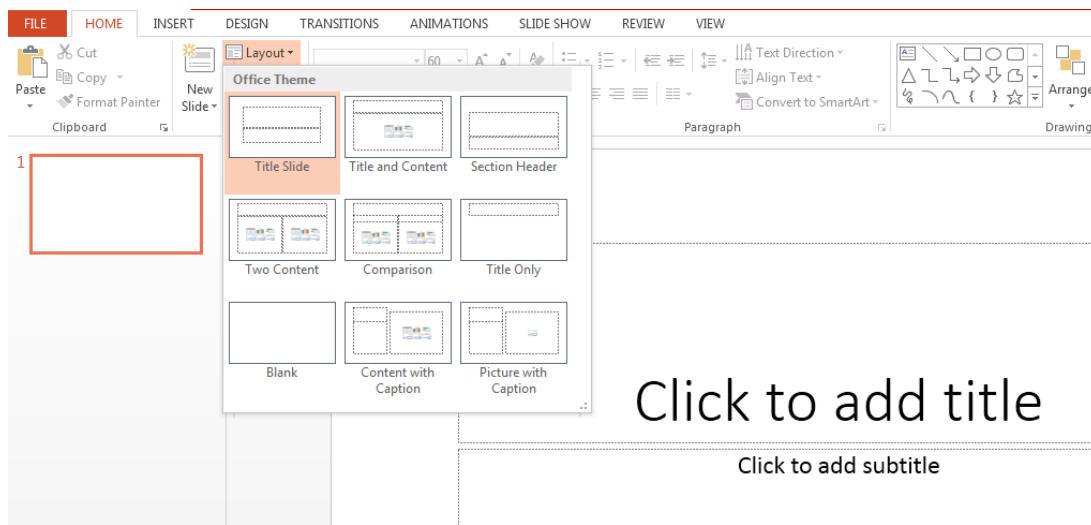 FILE HOME INSERT DESIGN TRANSITIONS ANIMATIONS SLIDE SHOW REVIEW VIEW
Cut
Copy
Format Painter
Paste
Clipboard
New
Slide
Layout
60
Text Direction
Align Text
Convert to SmartArt
Paragraph
Arrange
Drawing
Office Theme
Title Slide
Title and Content
Section Header
Two Content
Comparison
Title Only
Blank
Content with
Caption
Picture with
Caption
1
Click to add title
Click to add subtitle